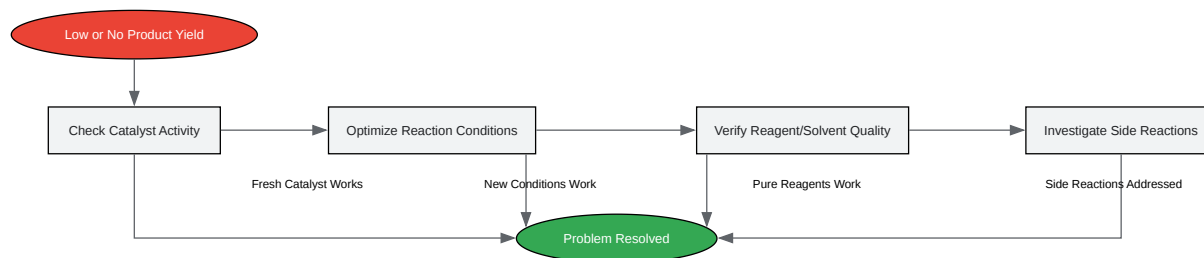 Low or No Product Yield
Check Catalyst Activity
Optimize Reaction Conditions
Verify Reagent/Solvent Quality
Investigate Side Reactions
Fresh Catalyst Works
New Conditions Work
Pure Reagents Work
Side Reactions Addressed
Problem Resolved